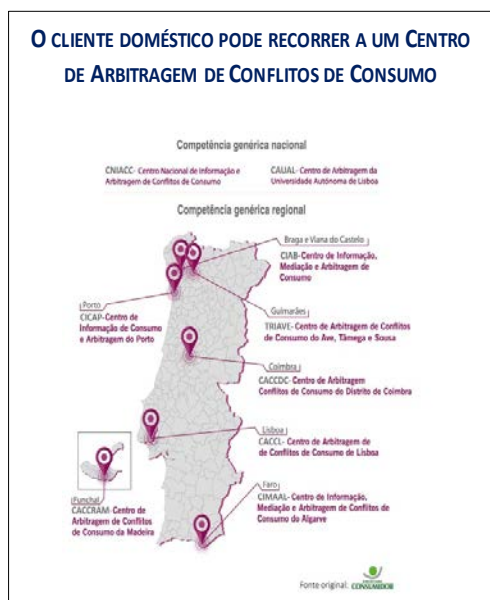 O CLIENTE DOMÉSTICO PODE RECORRER A UM CENTRO
DE ARBITRAGEM DE CONFLITOS DE CONSUMO
Competência genérica nacional
CNIACC- Centro Nacional de Informação e
Arbitragem de Conflitos de Consumo
CAUAL- Centro de Arbitragem da
Universidade Autónoma de Lisboa
Competência genérica regional
Braga e Viana do Castelo
CIAB-Centro de Informação,
Mediação e Arbitragem de
Consumo
Porto
CICAP-Centro de
Informação de Consumo
e Arbitragem do Porto
Guimarães
TRIAVE- Centro de Arbitragem de Conflitos
de Consumo do Ave, Tâmega e Sousa
Coimbra
CACCDC- Centro de Arbitragem
Conflitos de Consumo do Distrito de Coimbra
Lisboa
CACCL- Centro de Arbitragem de
de Conflitos de Consumo de Lisboa
Funchal
CACCRAM-Centro de
Arbitragem de Conflitos
de Consumo da Madeira
Faro
CIMAAL- Centro de Informação,
Mediação e Arbitragem de Conflitos de
Consumo do Algarve
Fonte original:
CONSUMIDOR